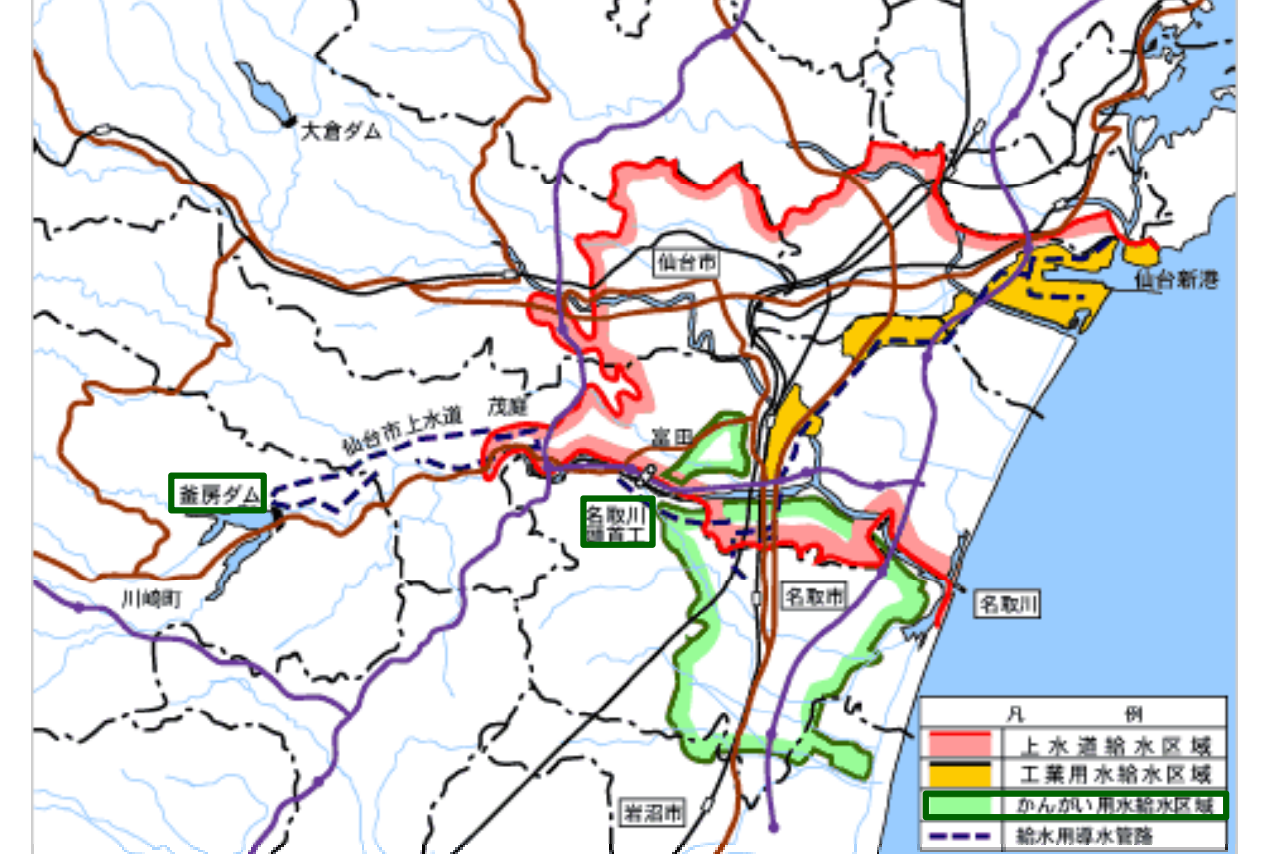 大倉ダム
仙台市
仙台新港
仙台市上水道
茂庭
富田
釜房ダム
名取川
頭首工
川崎町
名取市
名取川
岩沼市
凡 例
上水道給水区域
工業用水給水区域
かんがい用水給水区域
給水用導水管路